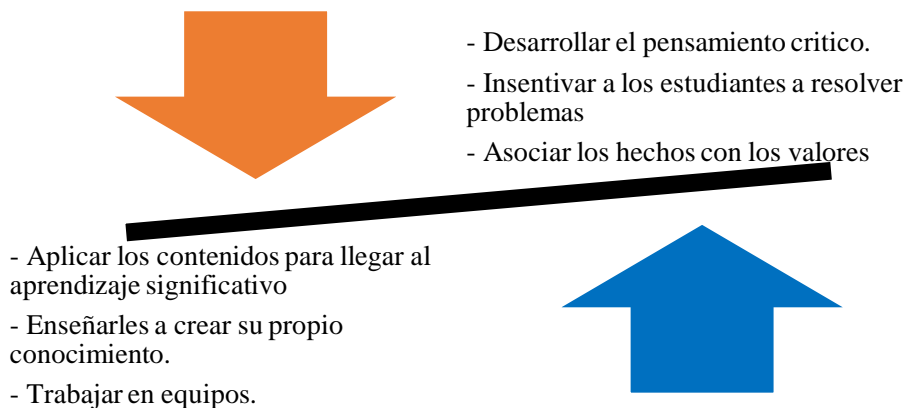 - Desarrollar el pensamiento critico.
- Insentivar a los estudiantes a resolver
problemas
- Asociar los hechos con los valores
- Aplicar los contenidos para llegar al
aprendizaje significativo
- Enseñarles a crear su propio
conocimiento.
- Trabajar en equipos.